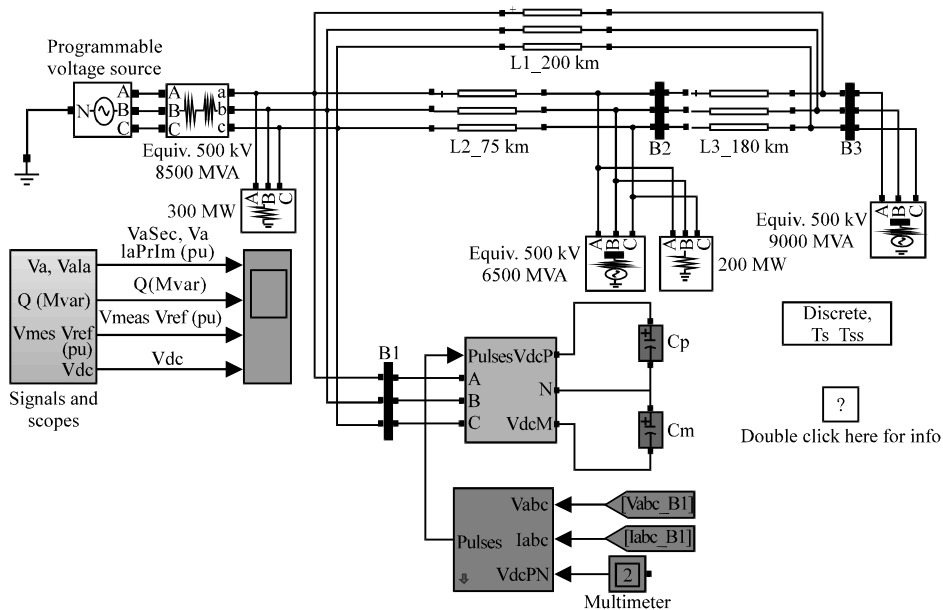 L1_200 km
Programmable
voltage source
N
A
B
C
A
B
C
a
b
c
Equiv. 500 kV
8500 MVA
L2_75 km
B2
L3_180 km
B3
A
B
C
300 MW
A
B
C
Equiv. 500 kV
6500 MVA
A
B
C
200 MW
A
B
C
Equiv. 500 kV
9000 MVA
VaSec, Va
laPrIm (pu)
Va, Vala
Q(Mvar)
Q (Mvar)
Vmeas Vref (pu)
Vmes Vref
(pu)
Vdc
Vdc
Signals and
scopes
B1
Pulses
A
B
C
VdcP
N
VdcM
Cp
Cm
Discrete,
Ts Tss
?
Double click here for info
Vabc
Iabc
VdcPN
Pulses
[Vabc_B1]
[Iabc_B1]
2
Multimeter